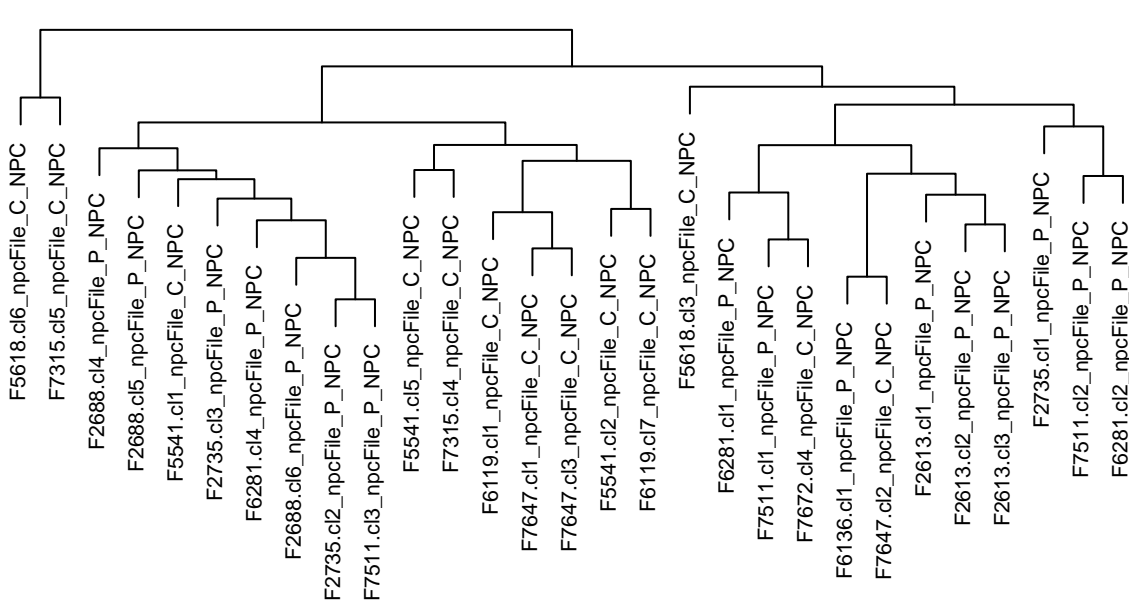 F5618.cl6_npcFile_C_NPC
F7315.cl5_npcFile_C_NPC
F2688.cl4_npcFile_P_NPC
F2688.cl5_npcFile_P_NPC
F5541.cl1_npcFile_C_NPC
F2735.cl3_npcFile_P_NPC
F6281.cl4_npcFile_P_NPC
F2688.cl6_npcFile_P_NPC
F2735.cl2_npcFile_P_NPC
F7511.cl3_npcFile_P_NPC
F5541.cl5_npcFile_C_NPC
F7315.cl4_npcFile_C_NPC
F6119.cl1_npcFile_C_NPC
F7647.cl1_npcFile_C_NPC
F7647.cl3_npcFile_C_NPC
F5541.cl2_npcFile_C_NPC
F6119.cl7_npcFile_C_NPC
F5618.cl3_npcFile_C_NPC
F6281.cl1_npcFile_P_NPC
F7511.cl1_npcFile_P_NPC
F7672.cl4_npcFile_C_NPC
F6136.cl1_npcFile_P_NPC
F7647.cl2_npcFile_C_NPC
F2613.cl1_npcFile_P_NPC
F2613.cl2_npcFile_P_NPC
F2613.cl3_npcFile_P_NPC
F2735.cl1_npcFile_P_NPC
F7511.cl2_npcFile_P_NPC
F6281.cl2_npcFile_P_NPC